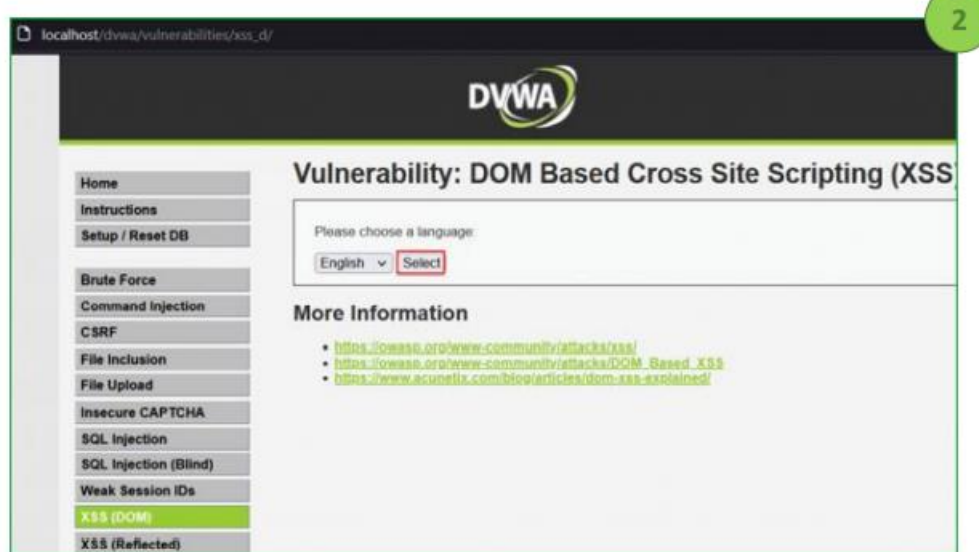 2
localhost/dvwa/vulnerabilities/xss_d/
DVWA
Home
Instructions
Setup / Reset DB
Brute Force
Command Injection
CSRF
File Inclusion
File Upload
Insecure CAPTCHA
SQL Injection
SQL Injection (Blind)
Weak Session IDs
XSS (DOM)
XSS (Reflected)
Vulnerability: DOM Based Cross Site Scripting (XSS)
Please choose a language:
English Select
More Information
https://owasp.org/www-community/attacks/xss/
https://owasp.org/www-community/attacks/DOM_Based_XSS
https://www.acunetix.com/blog/articles/dom-xss-explained/